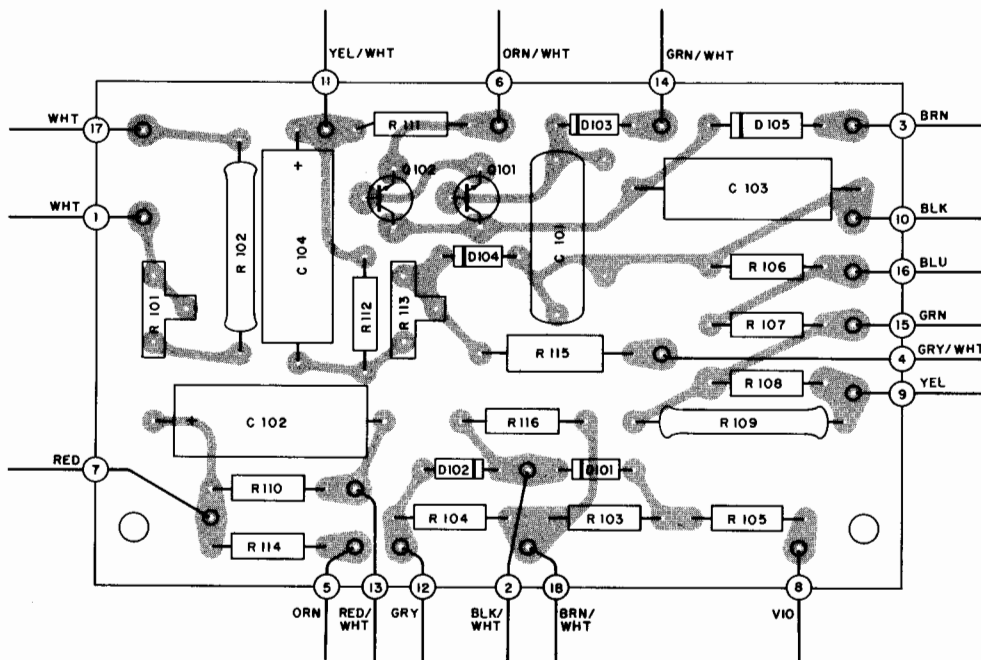 YEL/WHT
ORN/WHT
GRN/WHT
11
6
14
WHT
17
R 111
D103
D 105
3
BRN
+
Q102
Q101
C 103
WHT
1
10
BLK
R 102
C 104
C 101
D104
R 106
16
BLU
R 101
R 112
R 113
R 107
15
GRN
R 115
4
GRY/WHT
R 108
9
YEL
+
C 102
R 116
R 109
RED
7
D102
D101
R 110
R 104
R 103
R 105
R 114
5
13
12
2
18
8
ORN
RED/
WHT
GRY
BLK/
WHT
BRN/
WHT
VIO